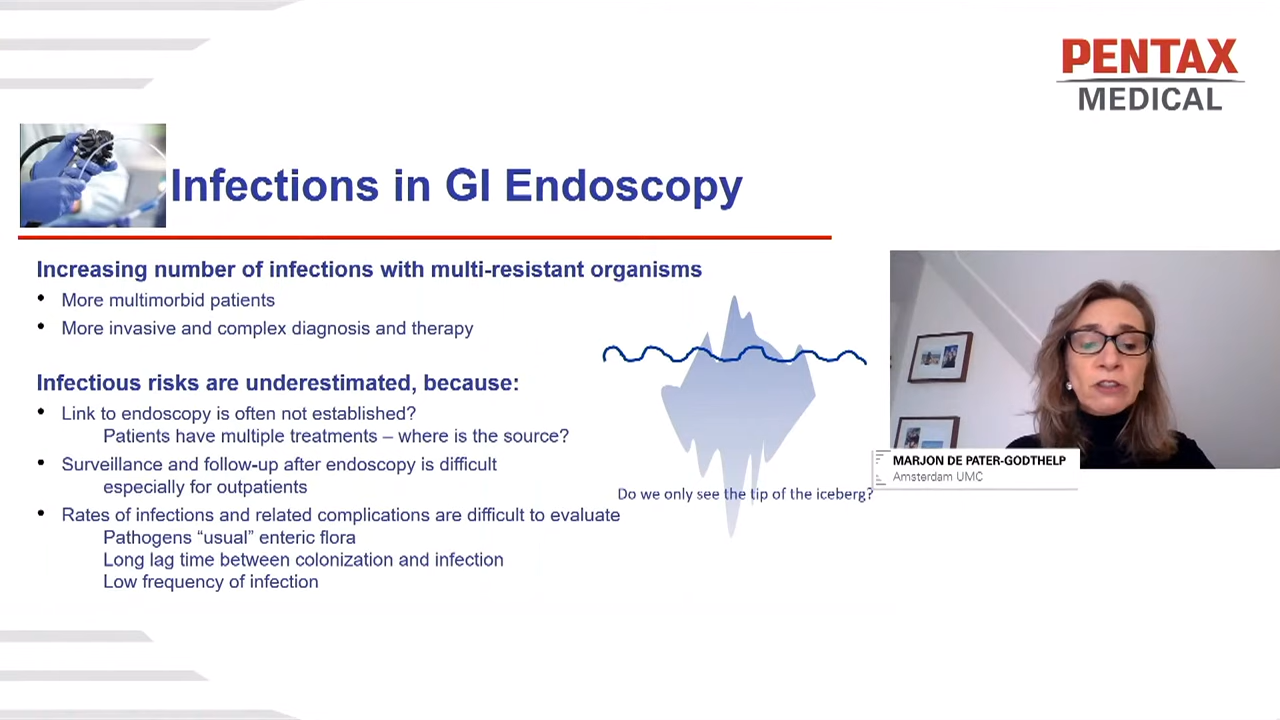 PENTAX
MEDICAL
Infections in GI Endoscopy
Increasing number of infections with multi-resistant organisms
• More multimorbid patients
• More invasive and complex diagnosis and therapy
Infectious risks are underestimated, because:
• Link to endoscopy is often not established?
Patients have multiple treatments – where is the source?
• Surveillance and follow-up after endoscopy is difficult
especially for outpatients
• Rates of infections and related complications are difficult to evaluate
Pathogens “usual” enteric flora
Long lag time between colonization and infection
Low frequency of infection
Do we only see the tip of the iceberg?
MARJON DE PATER-GODTHELP
Amsterdam UMC